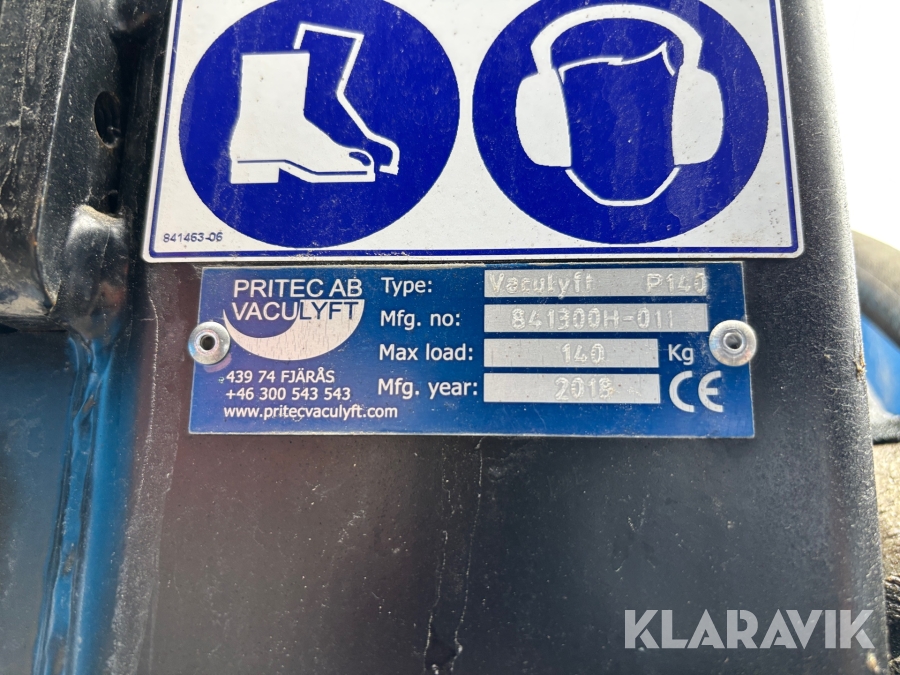 841463-06
PRITEC AB
VACULYFT
439 74 FJÄRÅS
+46 300 543 543
www.pritecvaculyft.com
Type: Vaculyft P140
Mfg. no: 841300H-011
Max load: 140 Kg
Mfg. year: 2018
CE
KLARAVIK